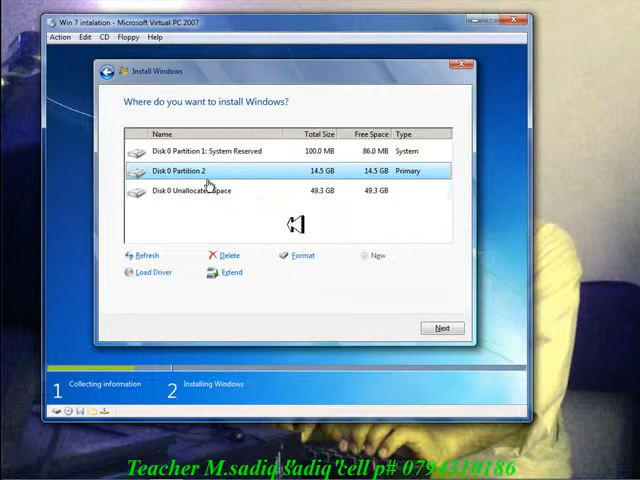 Win 7 intalation - Microsoft Virtual PC 2007
Action Edit CD Floppy Help
Install Windows
Where do you want to install Windows?
Name Total Size Free Space Type
Disk 0 Partition 1: System Reserved 100.0 MB 86.0 MB System
Disk 0 Partition 2 14.5 GB 14.5 GB Primary
Disk 0 Unallocated Space 49.3 GB 49.3 GB
Refresh Delete Format New
Load Driver Extend
Next
1 Collecting information 2 Installing Windows
Teacher M.sadiq "sadiq" cell p# 0794310186